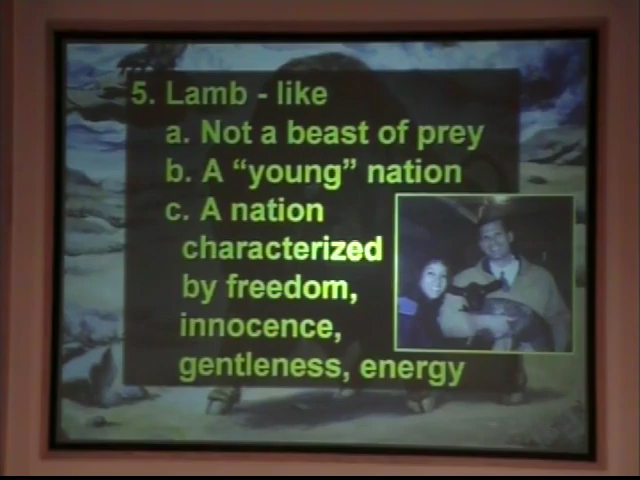 5. Lamb - like
a. Not a beast of prey
b. A “young” nation
c. A nation
characterized
by freedom,
innocence,
gentleness, energy